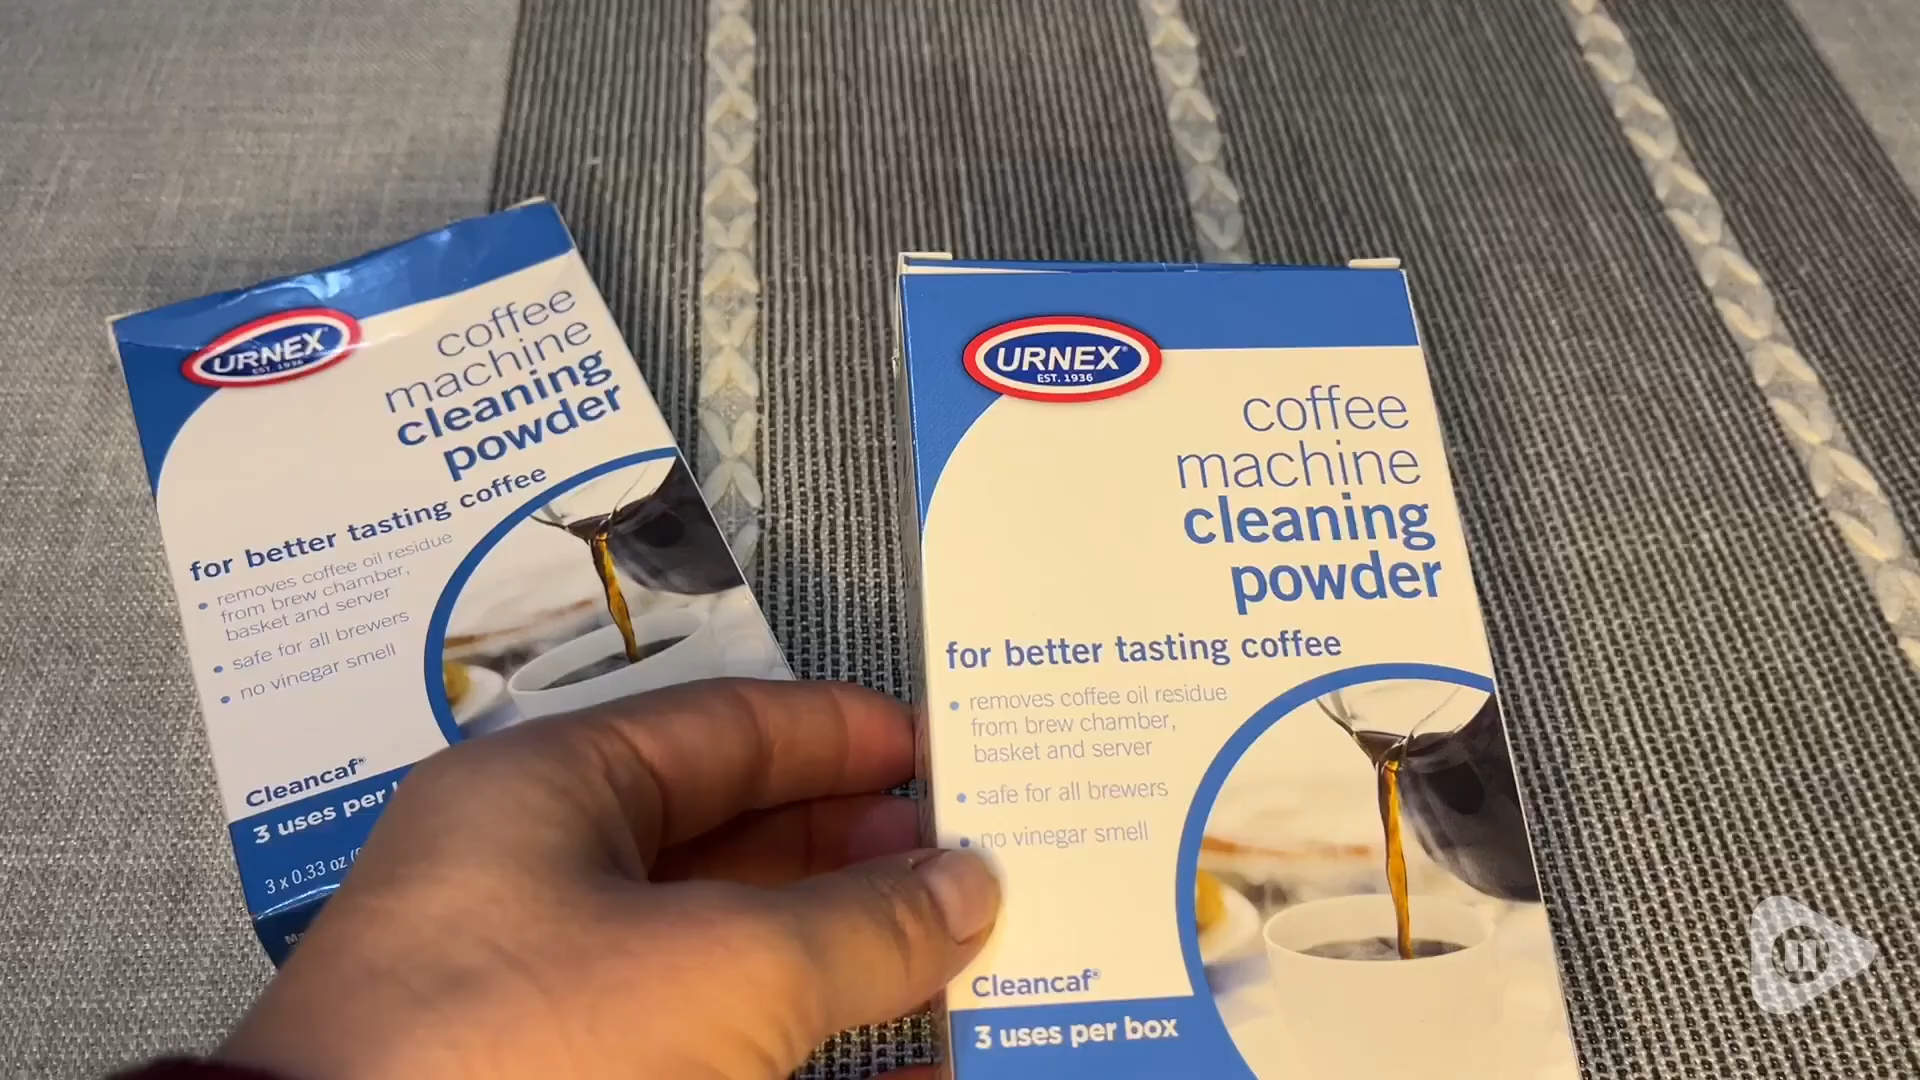 URNEX
EST. 1936
coffee
machine
cleaning
powder
for better tasting coffee
• removes coffee oil residue
from brew chamber,
basket and server
• safe for all brewers
• no vinegar smell
Cleancaf®
3 uses per
3 x 0.33 oz
URNEX®
EST. 1936
coffee
machine
cleaning
powder
for better tasting coffee
• removes coffee oil residue
from brew chamber,
basket and server
• safe for all brewers
• no vinegar smell
Cleancaf®
3 uses per box